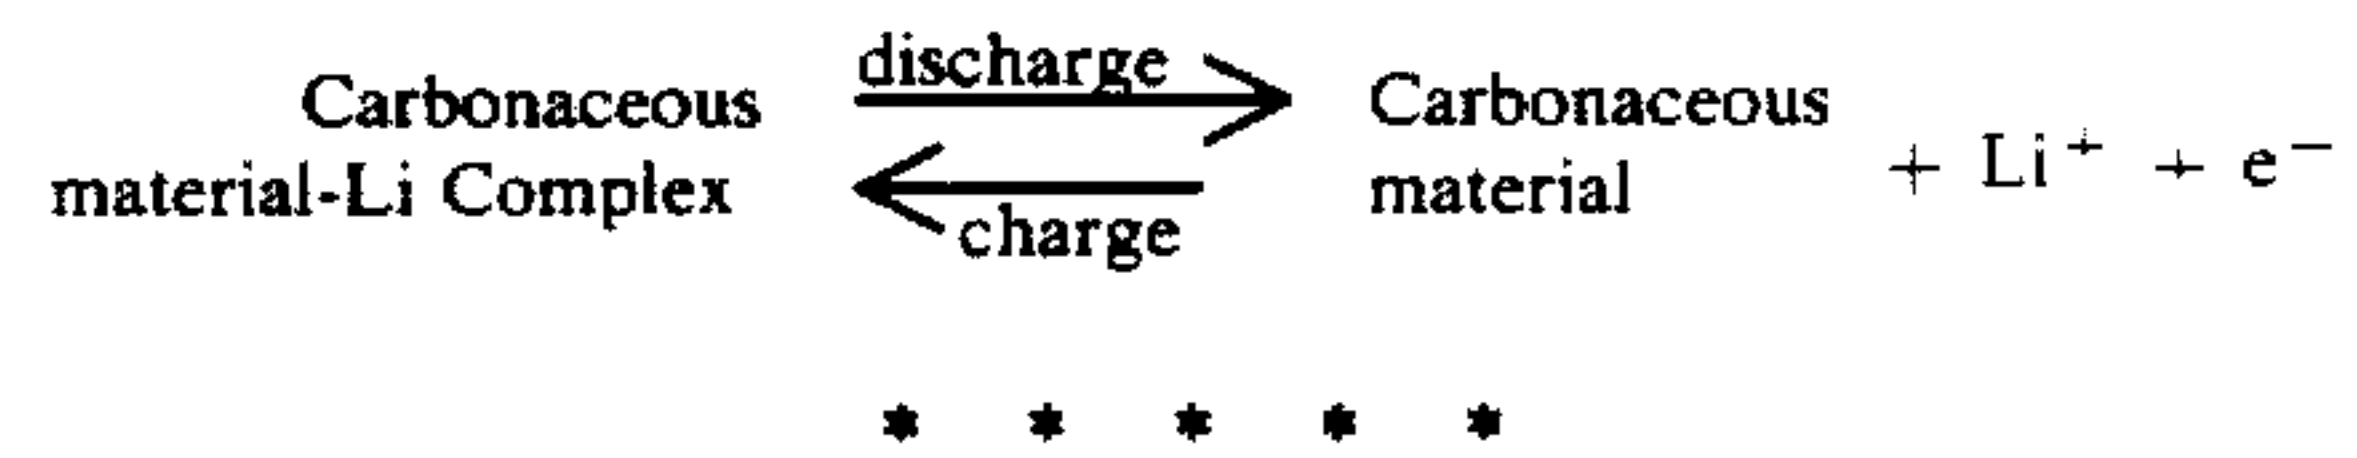 discharge
Carbonaceous Carbonaceous
material-Li Complex material + Li⁺ + e⁻
charge
* * * * *